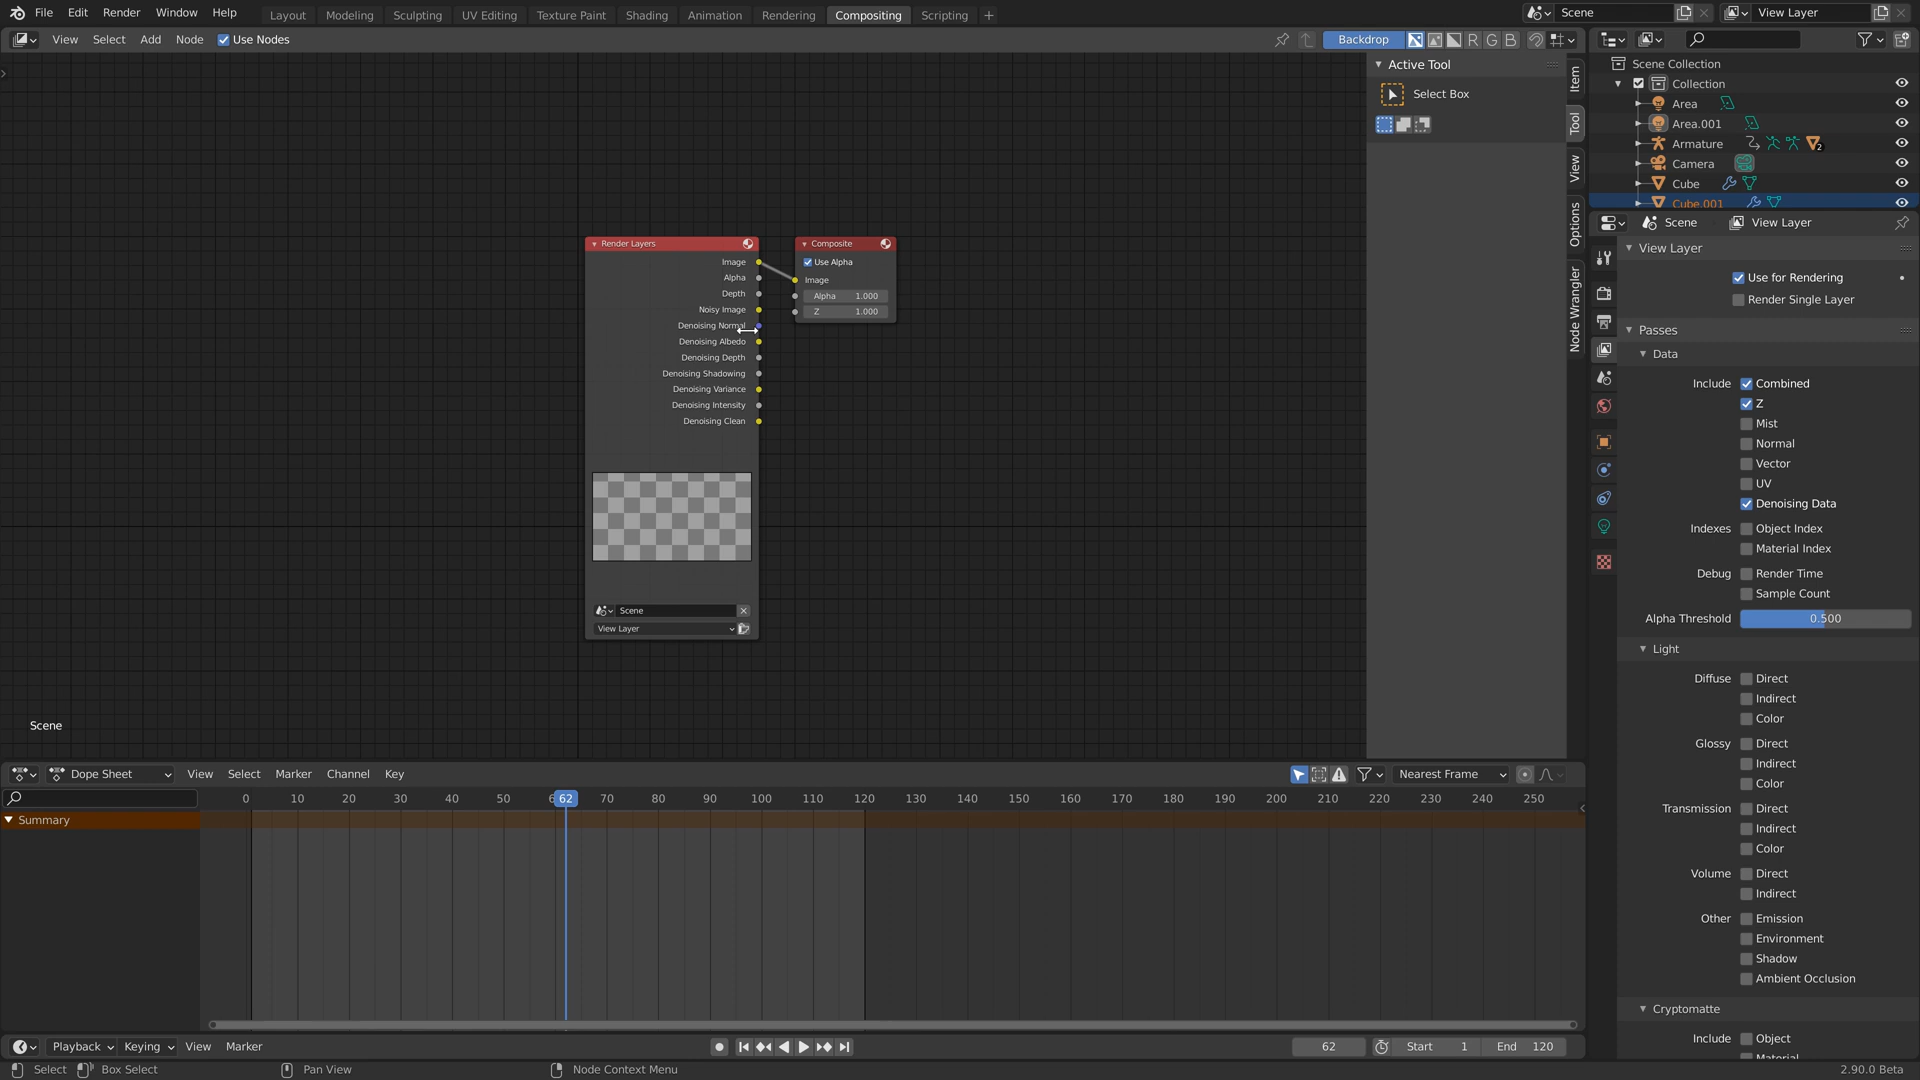 File Edit Render Window Help Layout Modeling Sculpting UV Editing Texture Paint Shading Animation Rendering Compositing Scripting + Scene View Layer
View Select Add Node Use Nodes Backdrop R G B
Active Tool
Select Box
Item
Tool
View
Options
Node Wrangler
Render Layers
Image
Alpha
Depth
Noisy Image
Denoising Normal
Denoising Albedo
Denoising Depth
Denoising Shadowing
Denoising Variance
Denoising Intensity
Denoising Clean
Scene
View Layer
Composite
Use Alpha
Image
Alpha 1.000
Z 1.000
Scene
Scene Collection
Collection
Area
Area.001
Armature 2
Camera
Cube
Cube.001
Scene View Layer
View Layer
Use for Rendering
Render Single Layer
Passes
Data
Include Combined
Z
Mist
Normal
Vector
UV
Denoising Data
Indexes Object Index
Material Index
Debug Render Time
Sample Count
Alpha Threshold 0.500
Light
Diffuse Direct
Indirect
Color
Glossy Direct
Indirect
Color
Transmission Direct
Indirect
Color
Volume Direct
Indirect
Other Emission
Environment
Shadow
Ambient Occlusion
Cryptomatte
Include Object
Material
Dope Sheet View Select Marker Channel Key Nearest Frame
0 10 20 30 40 50 62 70 80 90 100 110 120 130 140 150 160 170 180 190 200 210 220 230 240 250
Summary
Playback Keying View Marker 62 Start 1 End 120
Select Box Select Pan View Node Context Menu 2.90.0 Beta